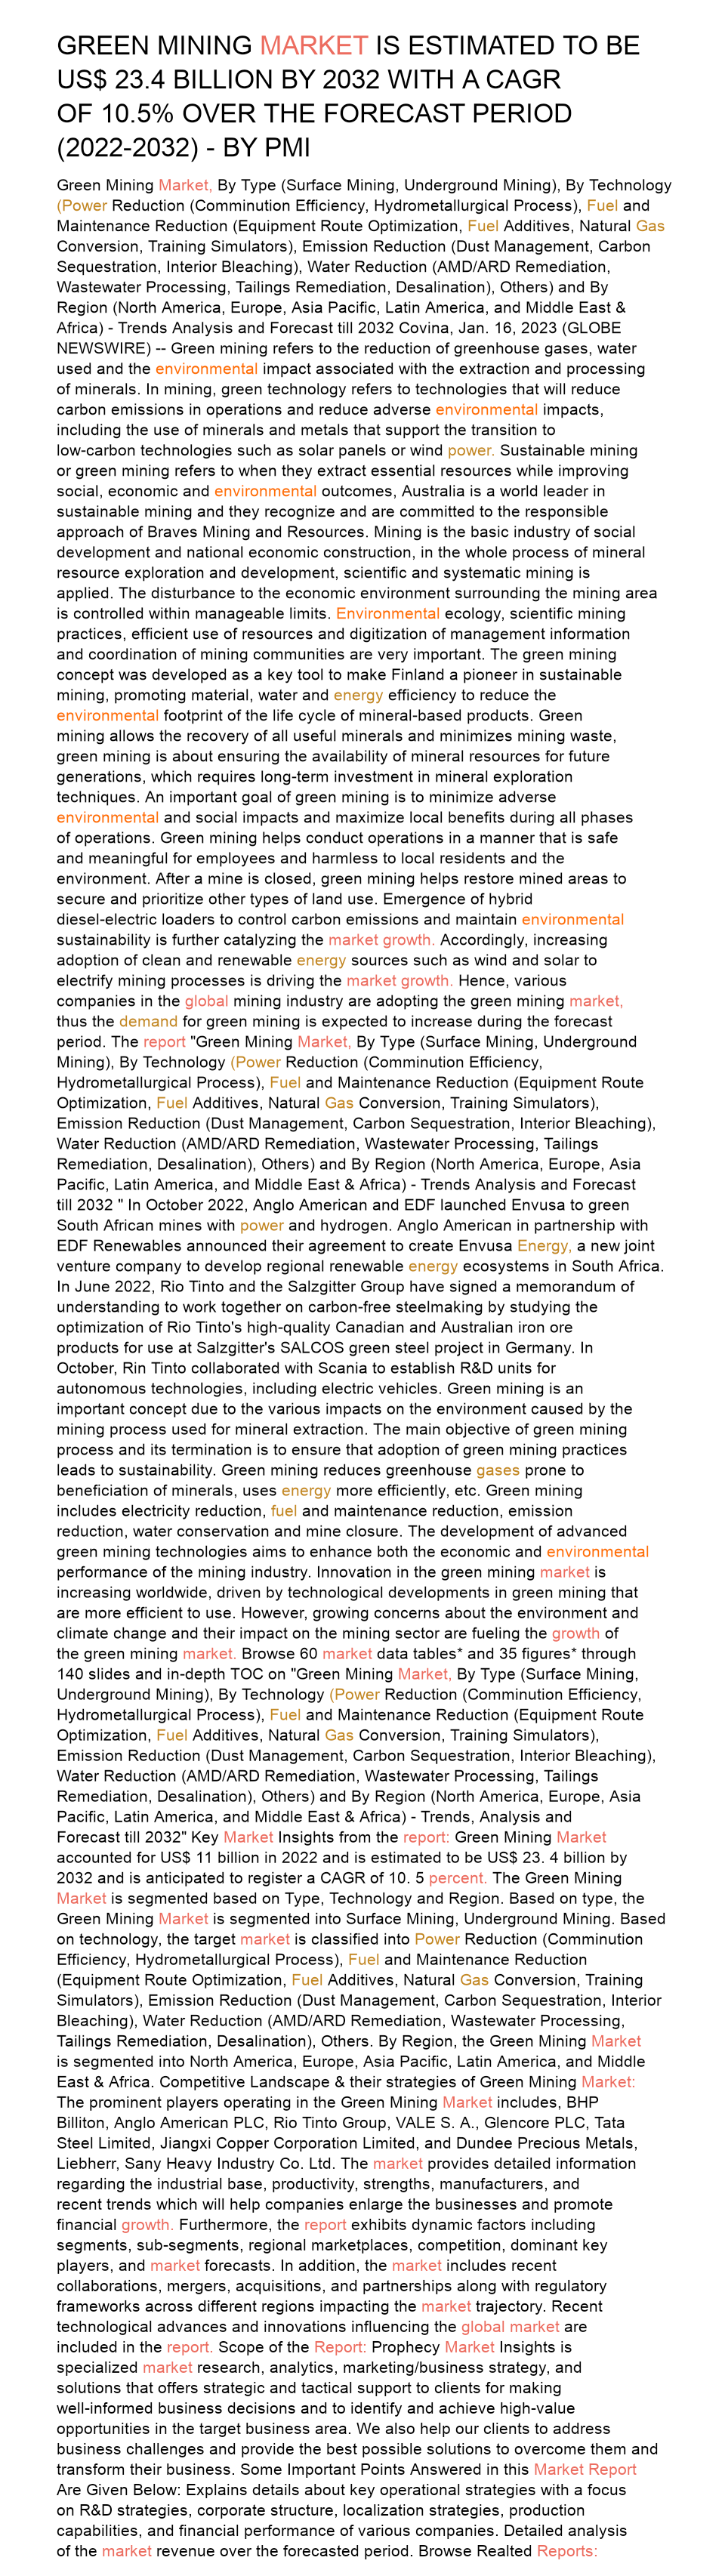 GREEN MINING MARKET IS ESTIMATED TO BE
US$ 23.4 BILLION BY 2032 WITH A CAGR
OF 10.5% OVER THE FORECAST PERIOD
(2022-2032) - BY PMI
Green Mining Market, By Type (Surface Mining, Underground Mining), By Technology
(Power Reduction (Comminution Efficiency, Hydrometallurgical Process), Fuel and
Maintenance Reduction (Equipment Route Optimization, Fuel Additives, Natural Gas
Conversion, Training Simulators), Emission Reduction (Dust Management, Carbon
Sequestration, Interior Bleaching), Water Reduction (AMD/ARD Remediation,
Wastewater Processing, Tailings Remediation, Desalination), Others) and By
Region (North America, Europe, Asia Pacific, Latin America, and Middle East &
Africa) - Trends Analysis and Forecast till 2032 Covina, Jan. 16, 2023 (GLOBE
NEWSWIRE) -- Green mining refers to the reduction of greenhouse gases, water
used and the environmental impact associated with the extraction and processing
of minerals. In mining, green technology refers to technologies that will reduce
carbon emissions in operations and reduce adverse environmental impacts,
including the use of minerals and metals that support the transition to
low-carbon technologies such as solar panels or wind power. Sustainable mining
or green mining refers to when they extract essential resources while improving
social, economic and environmental outcomes, Australia is a world leader in
sustainable mining and they recognize and are committed to the responsible
approach of Braves Mining and Resources. Mining is the basic industry of social
development and national economic construction, in the whole process of mineral
resource exploration and development, scientific and systematic mining is
applied. The disturbance to the economic environment surrounding the mining area
is controlled within manageable limits. Environmental ecology, scientific mining
practices, efficient use of resources and digitization of management information
and coordination of mining communities are very important. The green mining
concept was developed as a key tool to make Finland a pioneer in sustainable
mining, promoting material, water and energy efficiency to reduce the
environmental footprint of the life cycle of mineral-based products. Green
mining allows the recovery of all useful minerals and minimizes mining waste,
green mining is about ensuring the availability of mineral resources for future
generations, which requires long-term investment in mineral exploration
techniques. An important goal of green mining is to minimize adverse
environmental and social impacts and maximize local benefits during all phases
of operations. Green mining helps conduct operations in a manner that is safe
and meaningful for employees and harmless to local residents and the
environment. After a mine is closed, green mining helps restore mined areas to
secure and prioritize other types of land use. Emergence of hybrid
diesel-electric loaders to control carbon emissions and maintain environmental
sustainability is further catalyzing the market growth. Accordingly, increasing
adoption of clean and renewable energy sources such as wind and solar to
electrify mining processes is driving the market growth. Hence, various
companies in the global mining industry are adopting the green mining market,
thus the demand for green mining is expected to increase during the forecast
period. The report "Green Mining Market, By Type (Surface Mining, Underground
Mining), By Technology (Power Reduction (Comminution Efficiency,
Hydrometallurgical Process), Fuel and Maintenance Reduction (Equipment Route
Optimization, Fuel Additives, Natural Gas Conversion, Training Simulators),
Emission Reduction (Dust Management, Carbon Sequestration, Interior Bleaching),
Water Reduction (AMD/ARD Remediation, Wastewater Processing, Tailings
Remediation, Desalination), Others) and By Region (North America, Europe, Asia
Pacific, Latin America, and Middle East & Africa) - Trends Analysis and Forecast
till 2032 " In October 2022, Anglo American and EDF launched Envusa to green
South African mines with power and hydrogen. Anglo American in partnership with
EDF Renewables announced their agreement to create Envusa Energy, a new joint
venture company to develop regional renewable energy ecosystems in South Africa.
In June 2022, Rio Tinto and the Salzgitter Group have signed a memorandum of
understanding to work together on carbon-free steelmaking by studying the
optimization of Rio Tinto's high-quality Canadian and Australian iron ore
products for use at Salzgitter's SALCOS green steel project in Germany. In
October, Rin Tinto collaborated with Scania to establish R&D units for
autonomous technologies, including electric vehicles. Green mining is an
important concept due to the various impacts on the environment caused by the
mining process used for mineral extraction. The main objective of green mining
process and its termination is to ensure that adoption of green mining practices
leads to sustainability. Green mining reduces greenhouse gases prone to
beneficiation of minerals, uses energy more efficiently, etc. Green mining
includes electricity reduction, fuel and maintenance reduction, emission
reduction, water conservation and mine closure. The development of advanced
green mining technologies aims to enhance both the economic and environmental
performance of the mining industry. Innovation in the green mining market is
increasing worldwide, driven by technological developments in green mining that
are more efficient to use. However, growing concerns about the environment and
climate change and their impact on the mining sector are fueling the growth of
the green mining market. Browse 60 market data tables* and 35 figures* through
140 slides and in-depth TOC on "Green Mining Market, By Type (Surface Mining,
Underground Mining), By Technology (Power Reduction (Comminution Efficiency,
Hydrometallurgical Process), Fuel and Maintenance Reduction (Equipment Route
Optimization, Fuel Additives, Natural Gas Conversion, Training Simulators),
Emission Reduction (Dust Management, Carbon Sequestration, Interior Bleaching),
Water Reduction (AMD/ARD Remediation, Wastewater Processing, Tailings
Remediation, Desalination), Others) and By Region (North America, Europe, Asia
Pacific, Latin America, and Middle East & Africa) - Trends, Analysis and
Forecast till 2032" Key Market Insights from the report: Green Mining Market
accounted for US$ 11 billion in 2022 and is estimated to be US$ 23. 4 billion by
2032 and is anticipated to register a CAGR of 10. 5 percent. The Green Mining
Market is segmented based on Type, Technology and Region. Based on type, the
Green Mining Market is segmented into Surface Mining, Underground Mining. Based
on technology, the target market is classified into Power Reduction (Comminution
Efficiency, Hydrometallurgical Process), Fuel and Maintenance Reduction
(Equipment Route Optimization, Fuel Additives, Natural Gas Conversion, Training
Simulators), Emission Reduction (Dust Management, Carbon Sequestration, Interior
Bleaching), Water Reduction (AMD/ARD Remediation, Wastewater Processing,
Tailings Remediation, Desalination), Others. By Region, the Green Mining Market
is segmented into North America, Europe, Asia Pacific, Latin America, and Middle
East & Africa. Competitive Landscape & their strategies of Green Mining Market:
The prominent players operating in the Green Mining Market includes, BHP
Billiton, Anglo American PLC, Rio Tinto Group, VALE S. A., Glencore PLC, Tata
Steel Limited, Jiangxi Copper Corporation Limited, and Dundee Precious Metals,
Liebherr, Sany Heavy Industry Co. Ltd. The market provides detailed information
regarding the industrial base, productivity, strengths, manufacturers, and
recent trends which will help companies enlarge the businesses and promote
financial growth. Furthermore, the report exhibits dynamic factors including
segments, sub-segments, regional marketplaces, competition, dominant key
players, and market forecasts. In addition, the market includes recent
collaborations, mergers, acquisitions, and partnerships along with regulatory
frameworks across different regions impacting the market trajectory. Recent
technological advances and innovations influencing the global market are
included in the report. Scope of the Report: Prophecy Market Insights is
specialized market research, analytics, marketing/business strategy, and
solutions that offers strategic and tactical support to clients for making
well-informed business decisions and to identify and achieve high-value
opportunities in the target business area. We also help our clients to address
business challenges and provide the best possible solutions to overcome them and
transform their business. Some Important Points Answered in this Market Report
Are Given Below: Explains details about key operational strategies with a focus
on R&D strategies, corporate structure, localization strategies, production
capabilities, and financial performance of various companies. Detailed analysis
of the market revenue over the forecasted period. Browse Realted Reports: